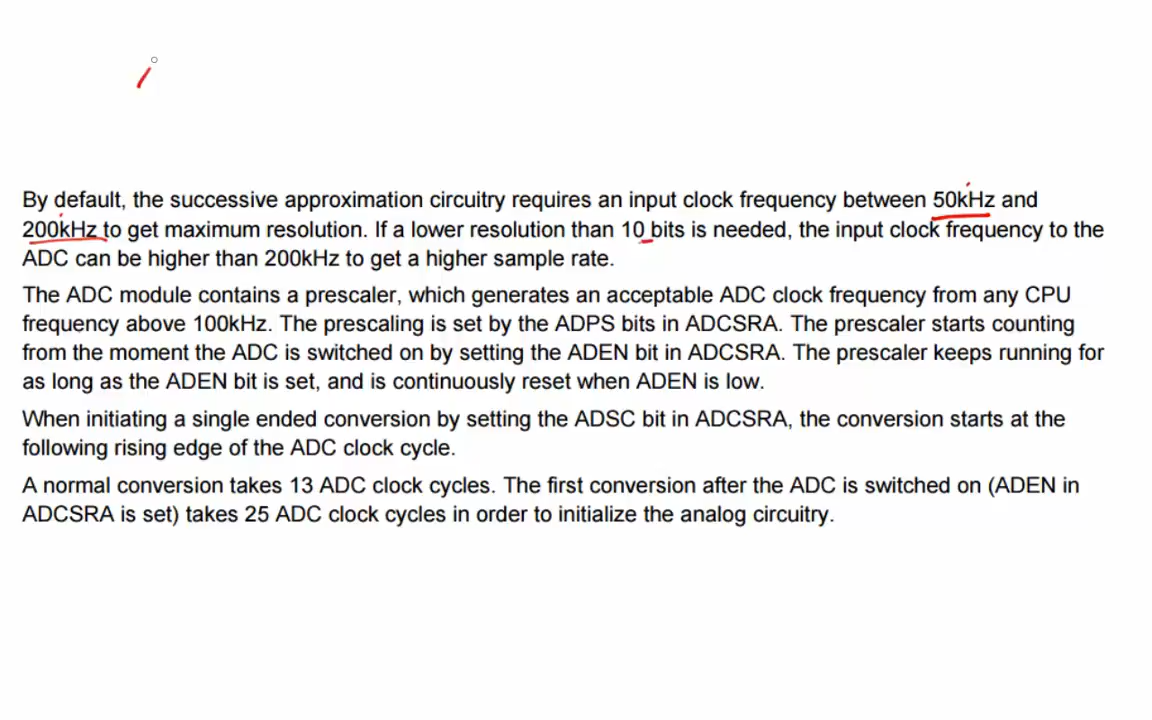 By default, the successive approximation circuitry requires an input clock frequency between 50kHz and
200kHz to get maximum resolution. If a lower resolution than 10 bits is needed, the input clock frequency to the
ADC can be higher than 200kHz to get a higher sample rate.
The ADC module contains a prescaler, which generates an acceptable ADC clock frequency from any CPU
frequency above 100kHz. The prescaling is set by the ADPS bits in ADCSRA. The prescaler starts counting
from the moment the ADC is switched on by setting the ADEN bit in ADCSRA. The prescaler keeps running for
as long as the ADEN bit is set, and is continuously reset when ADEN is low.
When initiating a single ended conversion by setting the ADSC bit in ADCSRA, the conversion starts at the
following rising edge of the ADC clock cycle.
A normal conversion takes 13 ADC clock cycles. The first conversion after the ADC is switched on (ADEN in
ADCSRA is set) takes 25 ADC clock cycles in order to initialize the analog circuitry.